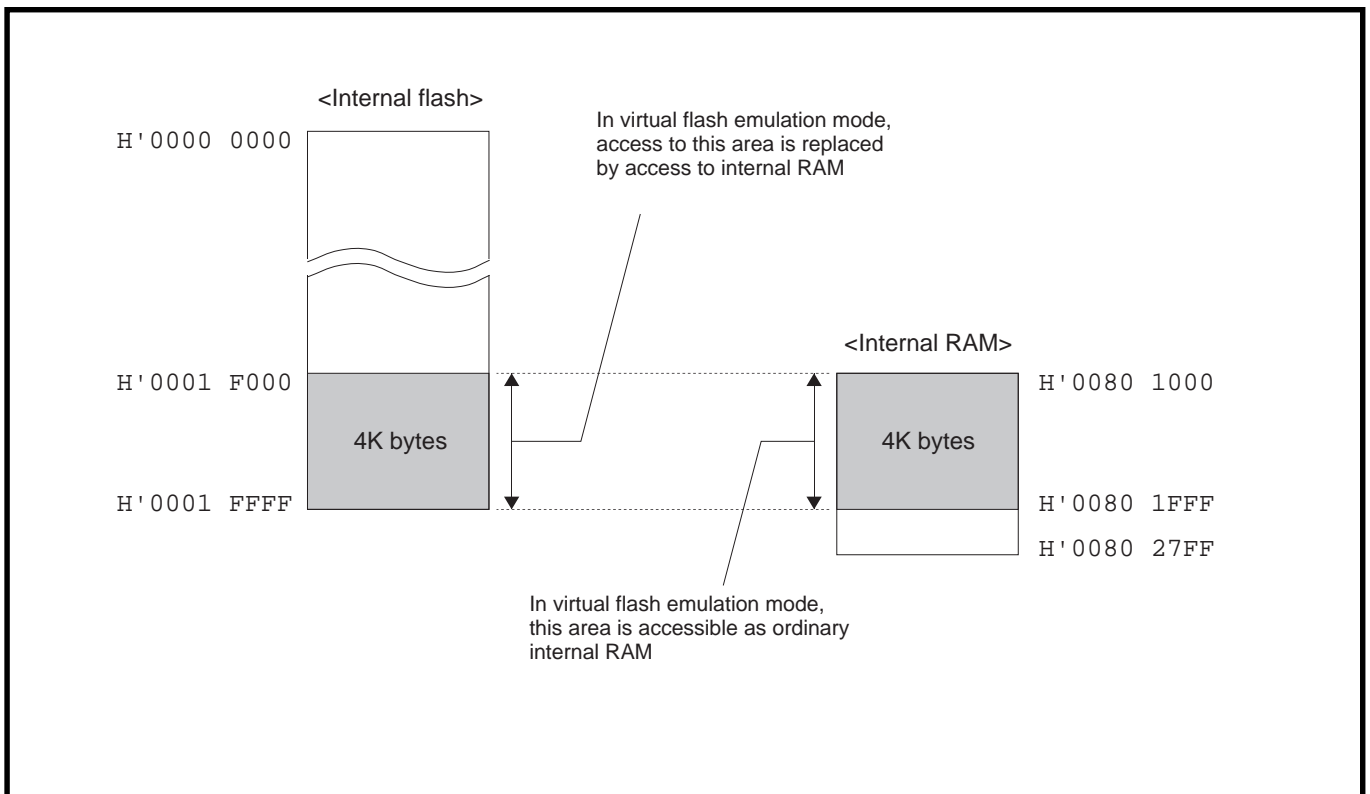 <Internal flash>
H'0000 0000
In virtual flash emulation mode,
access to this area is replaced
by access to internal RAM
<Internal RAM>
H'0001 F000
H'0080 1000
4K bytes
4K bytes
H'0001 FFFF
H'0080 1FFF
H'0080 27FF
In virtual flash emulation mode,
this area is accessible as ordinary
internal RAM